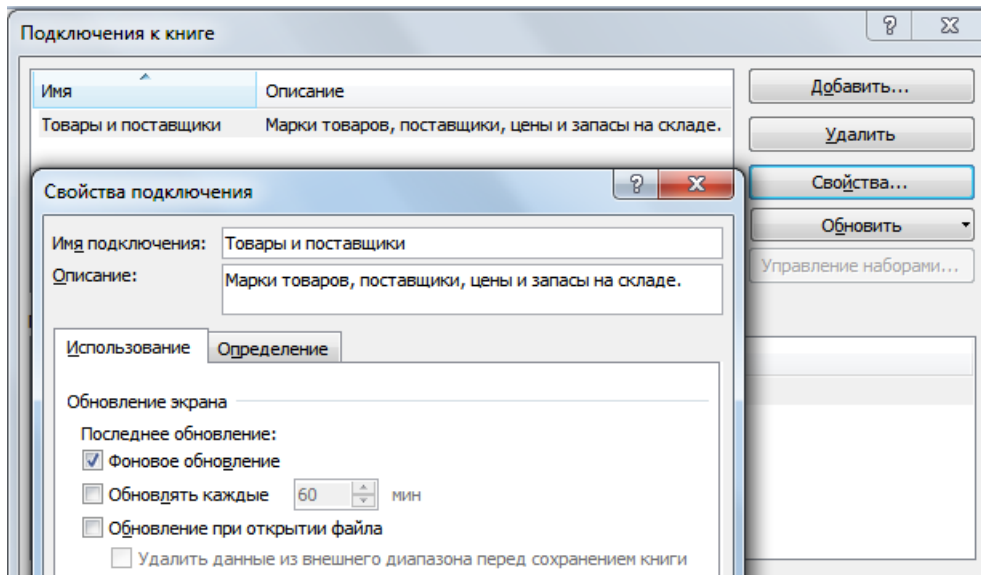 Подключения к книге
Имя Описание Добавить...
Товары и поставщики Марки товаров, поставщики, цены и запасы на складе.
Удалить
Свойства...
Обновить
Управление наборами...
Свойства подключения
Имя подключения: Товары и поставщики
Описание: Марки товаров, поставщики, цены и запасы на складе.
Использование Определение
Обновление экрана
Последнее обновление:
Фоновое обновление
Обновлять каждые 60 мин
Обновление при открытии файла
Удалить данные из внешнего диапазона перед сохранением книги